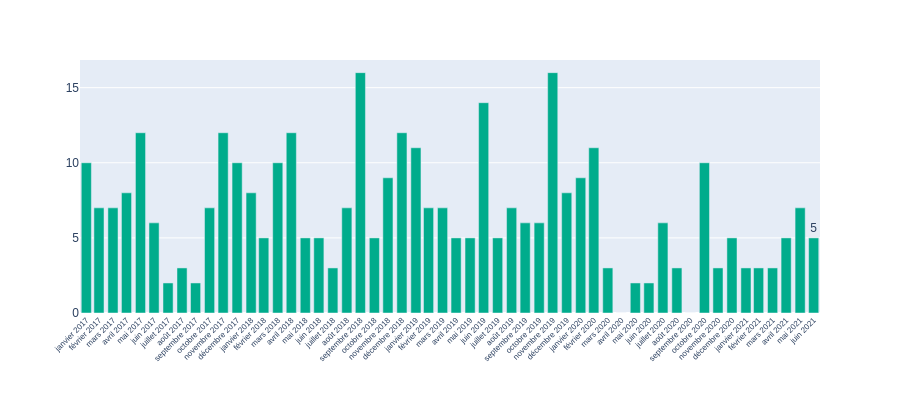 15
10
5
0
5
janvier 2017
février 2017
mars 2017
avril 2017
mai 2017
juin 2017
juillet 2017
août 2017
septembre 2017
octobre 2017
novembre 2017
décembre 2017
janvier 2018
février 2018
mars 2018
avril 2018
mai 2018
juin 2018
juillet 2018
août 2018
septembre 2018
octobre 2018
novembre 2018
décembre 2018
janvier 2019
février 2019
mars 2019
avril 2019
mai 2019
juin 2019
juillet 2019
août 2019
septembre 2019
octobre 2019
novembre 2019
décembre 2019
janvier 2020
février 2020
mars 2020
avril 2020
mai 2020
juin 2020
juillet 2020
août 2020
septembre 2020
octobre 2020
novembre 2020
décembre 2020
janvier 2021
février 2021
mars 2021
avril 2021
mai 2021
juin 2021